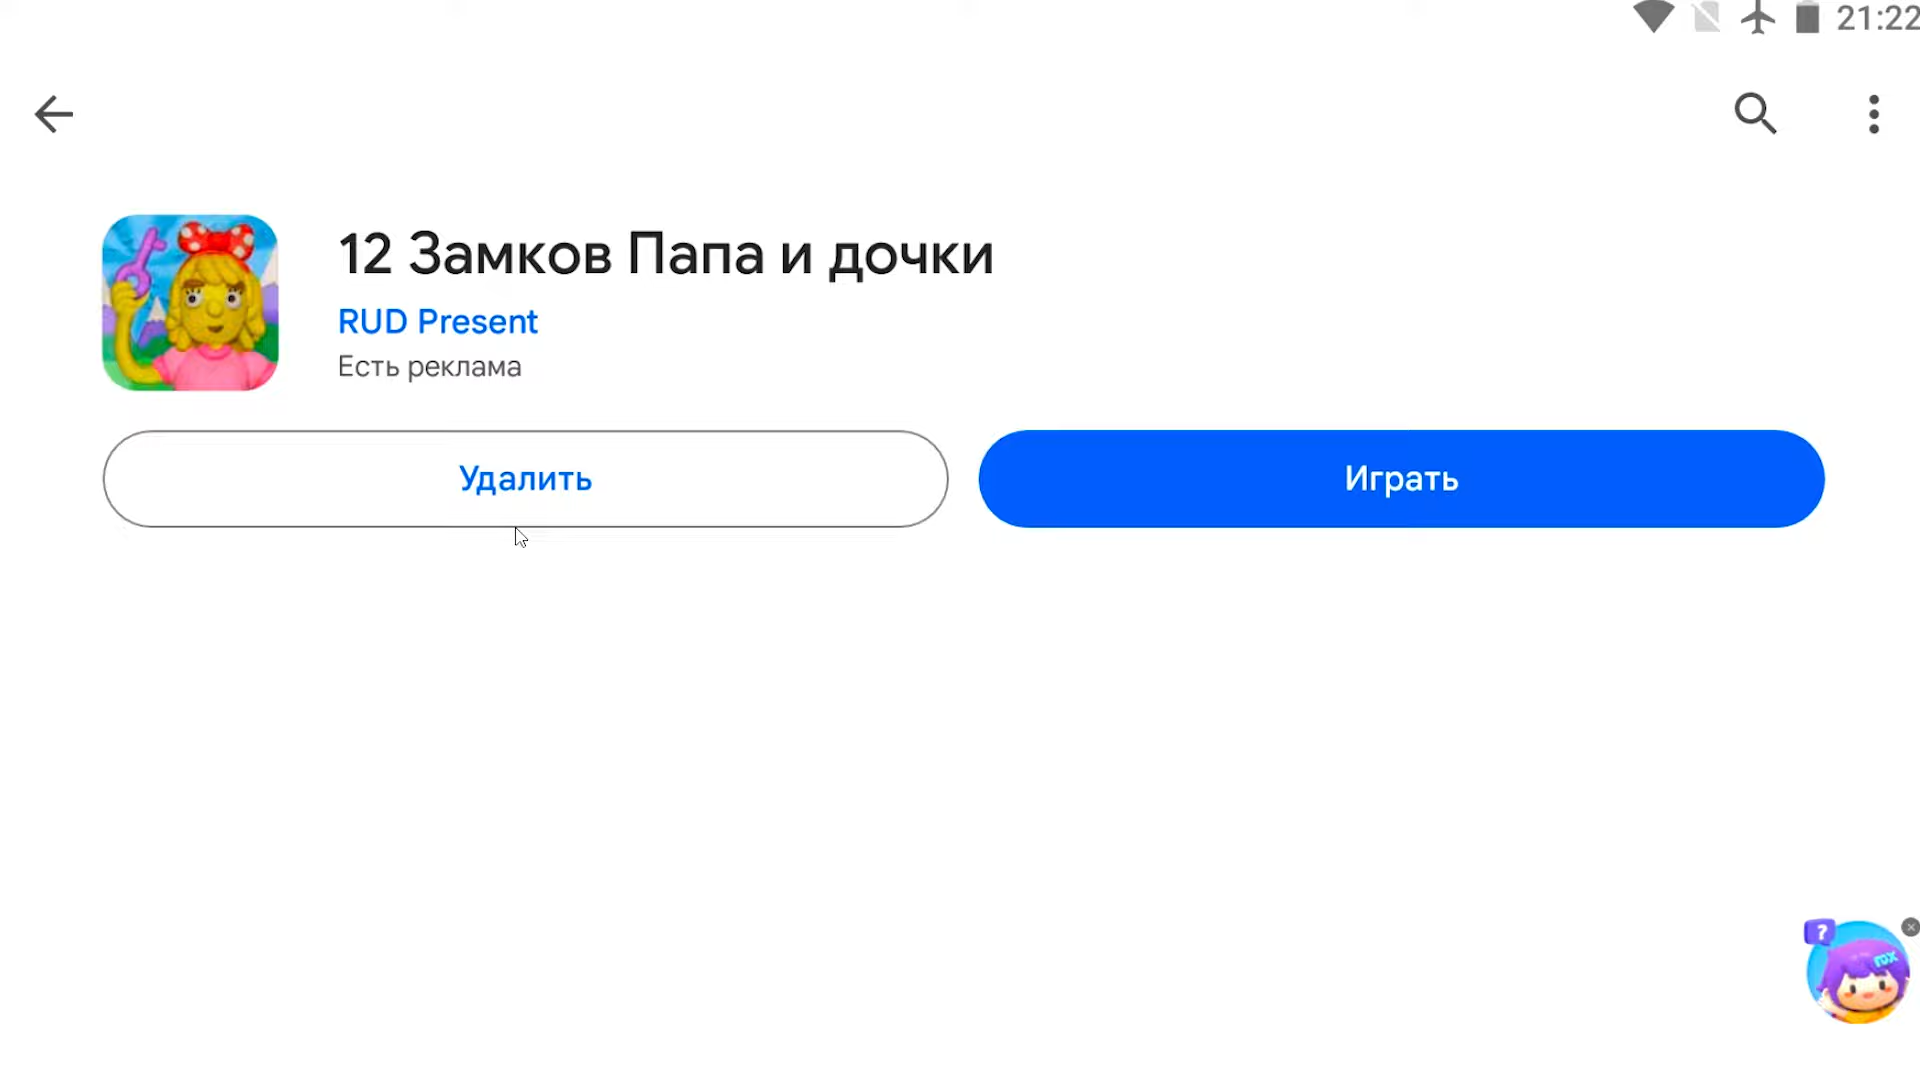 21:22
12 Замков Папа и дочки
RUD Present
Есть реклама
Удалить
Играть
?